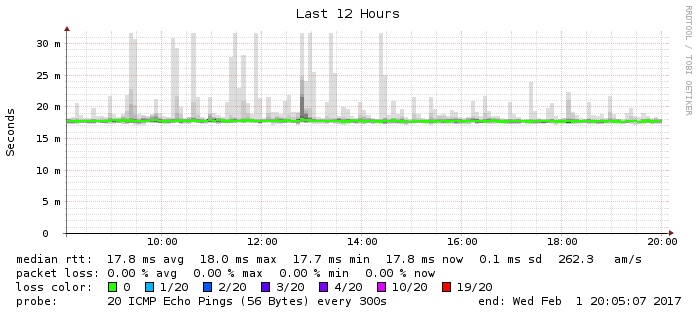 Last 12 Hours
RRDTOOL / TOBI OETIKER
Seconds
30 m
25 m
20 m
15 m
10 m
5 m
0
10:00 12:00 14:00 16:00 18:00 20:00
median rtt: 17.8 ms avg 18.0 ms max 17.7 ms min 17.8 ms now 0.1 ms sd 262.3 am/s
packet loss: 0.00 % avg 0.00 % max 0.00 % min 0.00 % now
loss color: 0 1/20 2/20 3/20 4/20 10/20 19/20
probe: 20 ICMP Echo Pings (56 Bytes) every 300s end: Wed Feb 1 20:05:07 2017